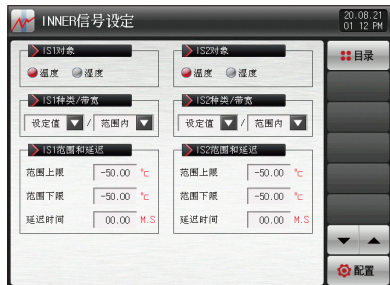 INNER信号设定
20.08.21
01 12 PM
IS1对象
温度 湿度
IS2对象
温度 湿度
目录
IS1种类/带宽
设定值 / 范围内
IS2种类/带宽
设定值 / 范围内
IS1范围和延迟
范围上限 -50.00 ℃
范围下限 -50.00 ℃
延迟时间 00.00 M.S
IS2范围和延迟
范围上限 -50.00 ℃
范围下限 -50.00 ℃
延迟时间 00.00 M.S
配置